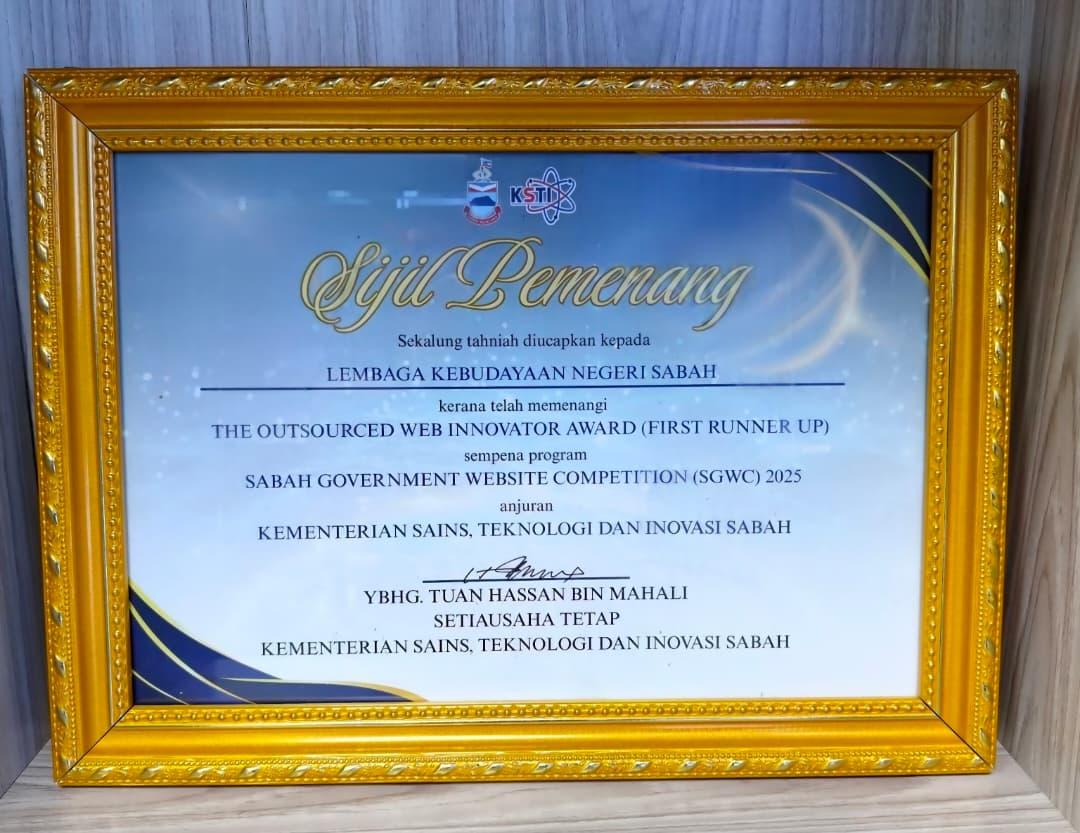 KSTI
Sijil Pemenang
Sekalung tahniah diucapkan kepada
LEMBAGA KEBUDAYAAN NEGERI SABAH
kerana telah memenangi
THE OUTSOURCED WEB INNOVATOR AWARD (FIRST RUNNER UP)
sempena program
SABAH GOVERNMENT WEBSITE COMPETITION (SGWC) 2025
anjuran
KEMENTERIAN SAINS, TEKNOLOGI DAN INOVASI SABAH
YBHG. TUAN HASSAN BIN MAHALI
SETIAUSAHA TETAP
KEMENTERIAN SAINS, TEKNOLOGI DAN INOVASI SABAH